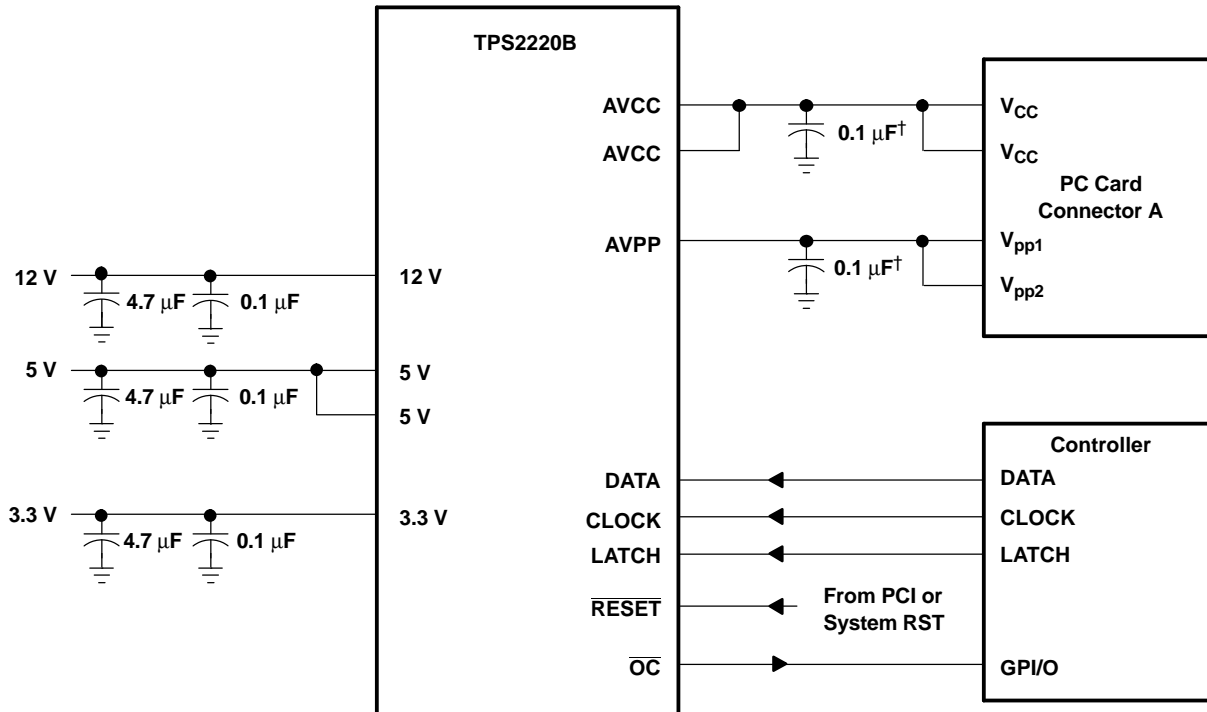 TPS2220B
AVCC
0.1 µF†
V_CC
AVCC
V_CC
PC Card
Connector A
AVPP
V_pp1
0.1 µF†
V_pp2
12 V
4.7 µF
0.1 µF
12 V
5 V
4.7 µF
0.1 µF
5 V
5 V
3.3 V
4.7 µF
0.1 µF
3.3 V
Controller
DATA
DATA
CLOCK
CLOCK
LATCH
LATCH
RESET
From PCI or
System RST
OC
GPI/O